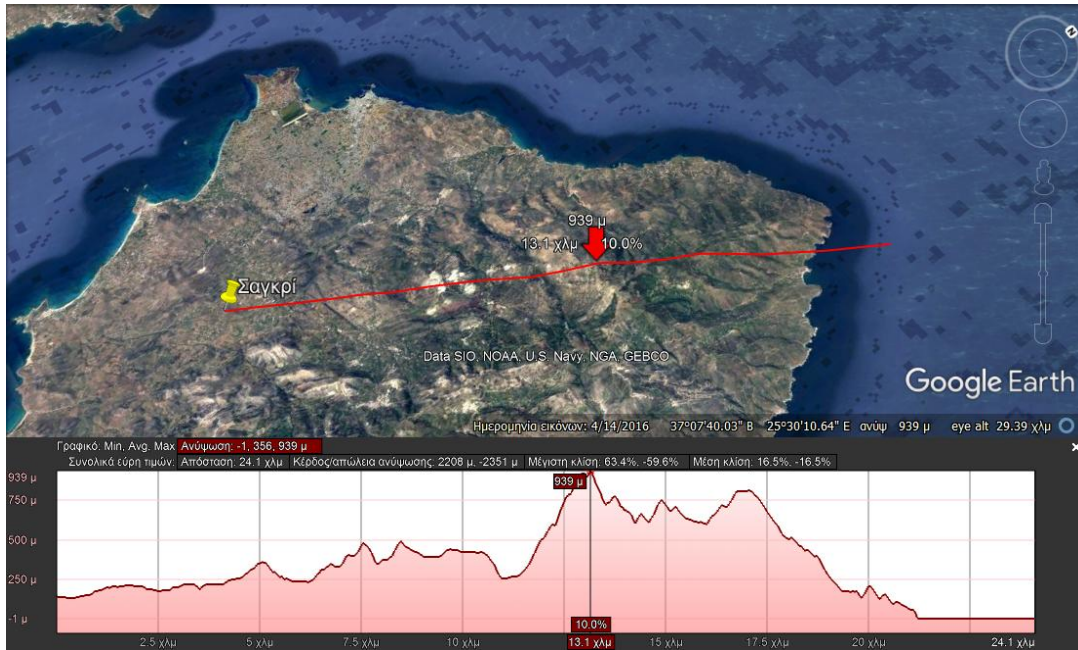 N
939 μ
13.1 χλμ 10.0%
Σαγκρί
Data SIO, NOAA, U.S. Navy, NGA, GEBCO
Google Earth
Ημερομηνία εικόνων: 4/14/2016 37°07'40.03" Β 25°30'10.64" Ε ανύψ 939 μ eye alt 29.39 χλμ
Γραφικό: Min, Avg, Max Ανύψωση: -1, 356, 939 μ
Συνολικά εύρη τιμών: Απόσταση: 24.1 χλμ Κέρδος/απώλεια ανύψωσης: 2208 μ, -2351 μ Μέγιστη κλίση: 63.4%, -59.6% Μέση κλίση: 16.5%, -16.5%
939 μ
939 μ
750 μ
500 μ
250 μ
-1 μ
10.0%
2.5 χλμ 5 χλμ 7.5 χλμ 10 χλμ 13.1 χλμ 15 χλμ 17.5 χλμ 20 χλμ 24.1 χλμ